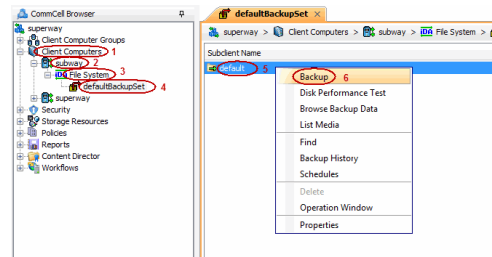 CommCell Browser
superway
Client Computer Groups
Client Computers 1
subway 2
File System 3
defaultBackupSet 4
superway
Security
Storage Resources
Policies
Reports
Content Director
Workflows
defaultBackupSet ×
superway > Client Computers > subway > File System >
Subclient Name
default 5
Backup 6
Disk Performance Test
Browse Backup Data
List Media
Find
Backup History
Schedules
Delete
Operation Window
Properties